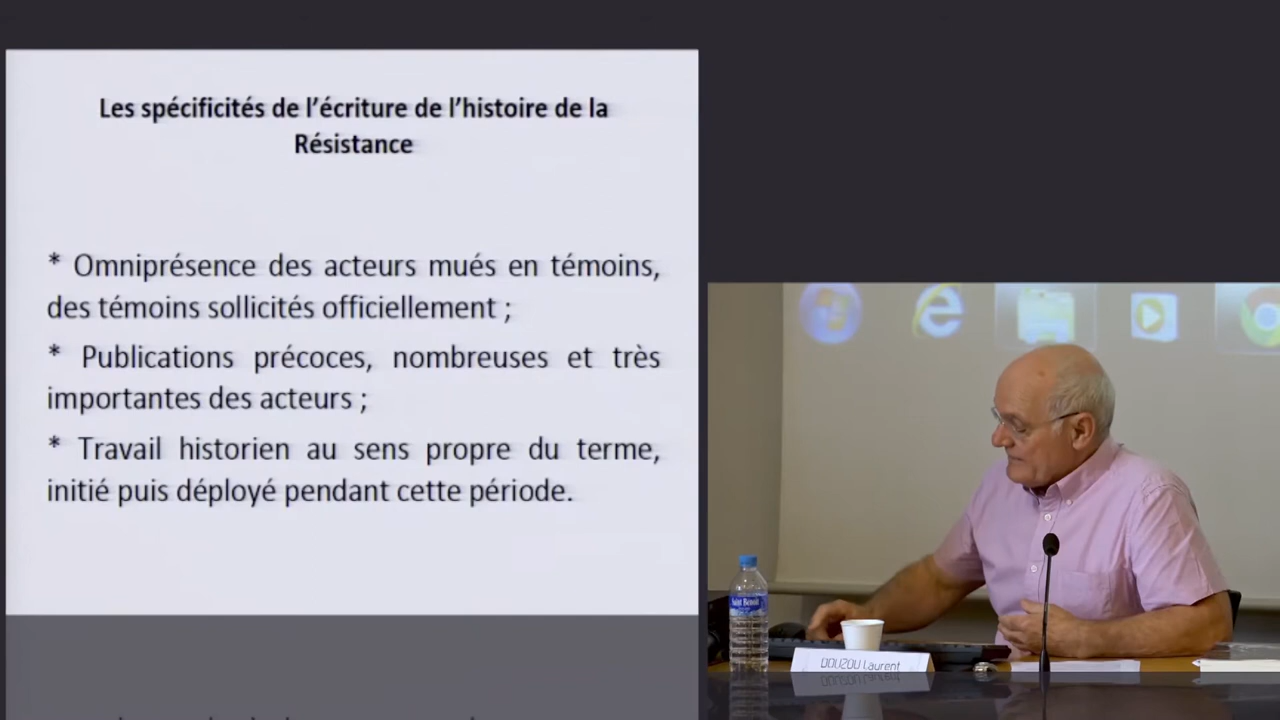 Les spécificités de l’écriture de l’histoire de la
Résistance
* Omniprésence des acteurs mués en témoins,
des témoins sollicités officiellement ;
* Publications précoces, nombreuses et très
importantes des acteurs ;
* Travail historien au sens propre du terme,
initié puis déployé pendant cette période.
Saint Benoit
DOUZOU Laurent